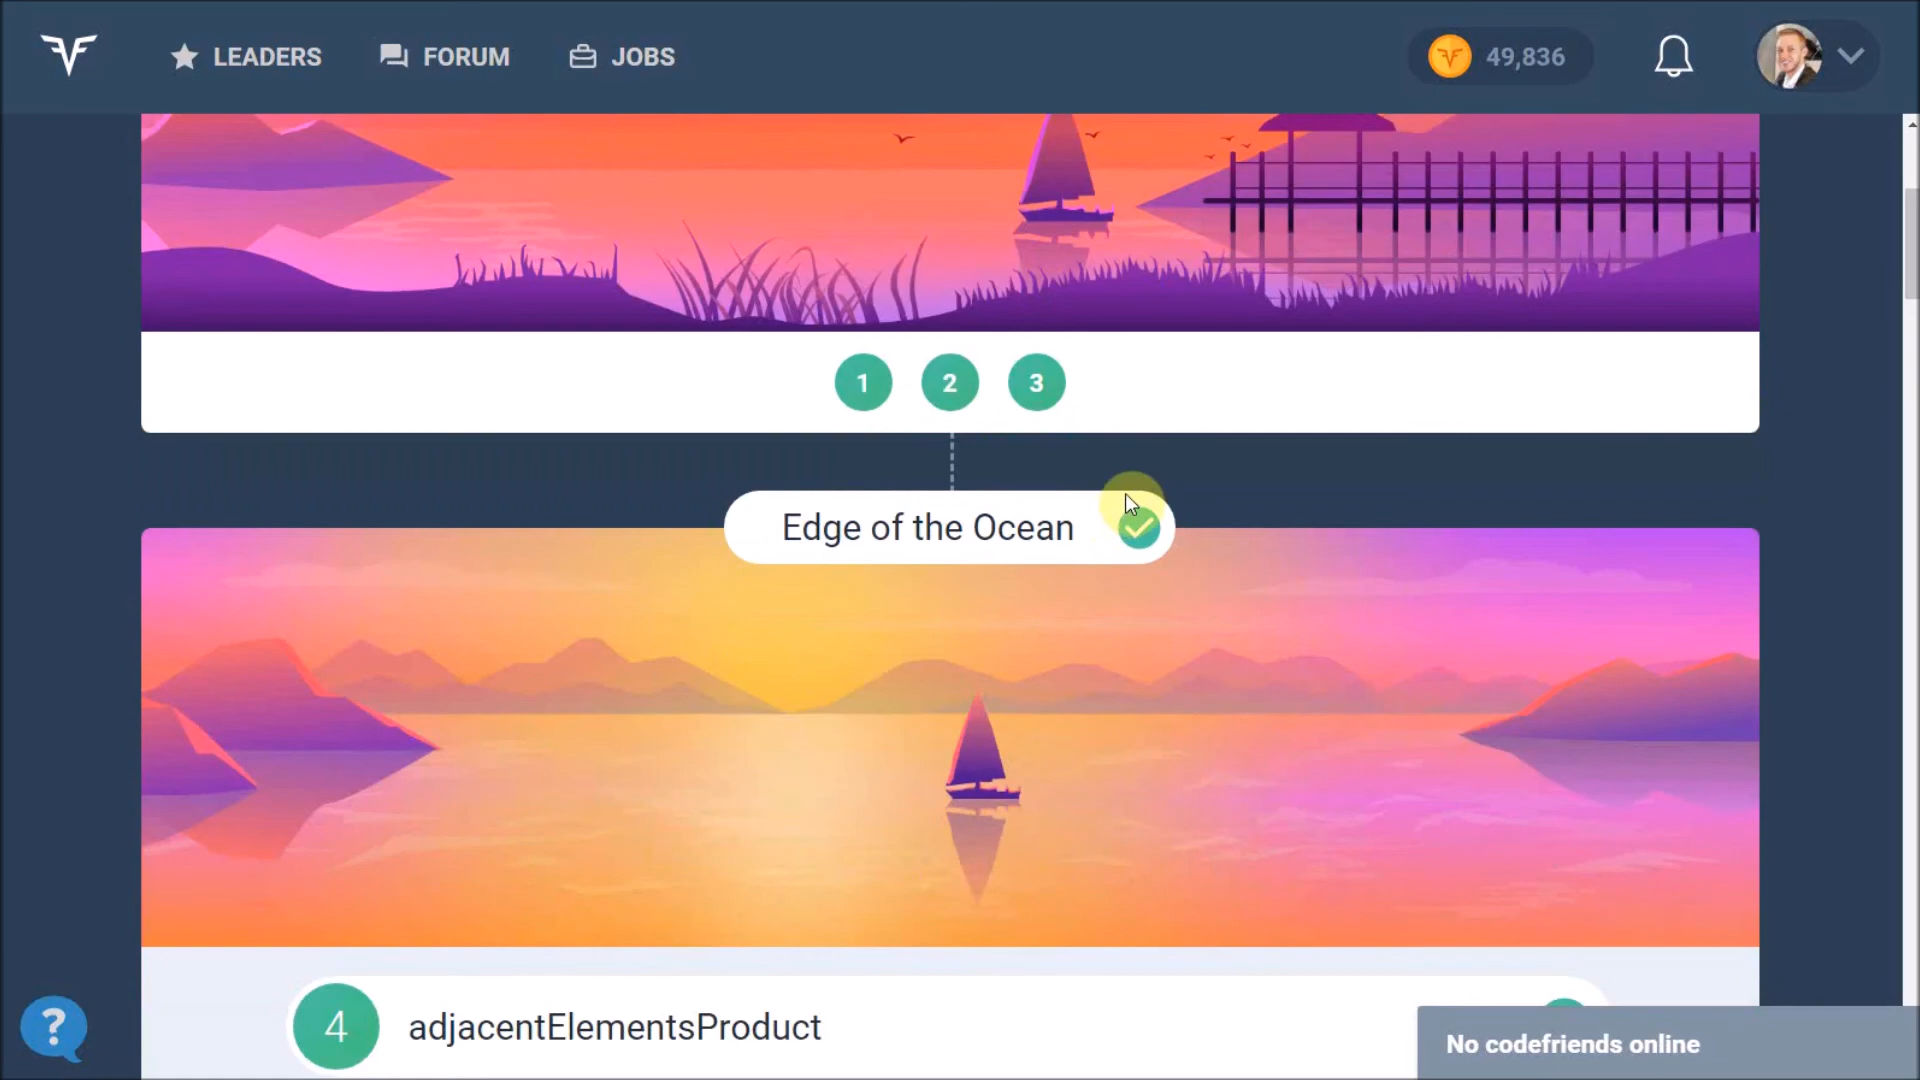 LEADERS FORUM JOBS 49,836
1 2 3
Edge of the Ocean
4 adjacentElementsProduct
?
No codefriends online